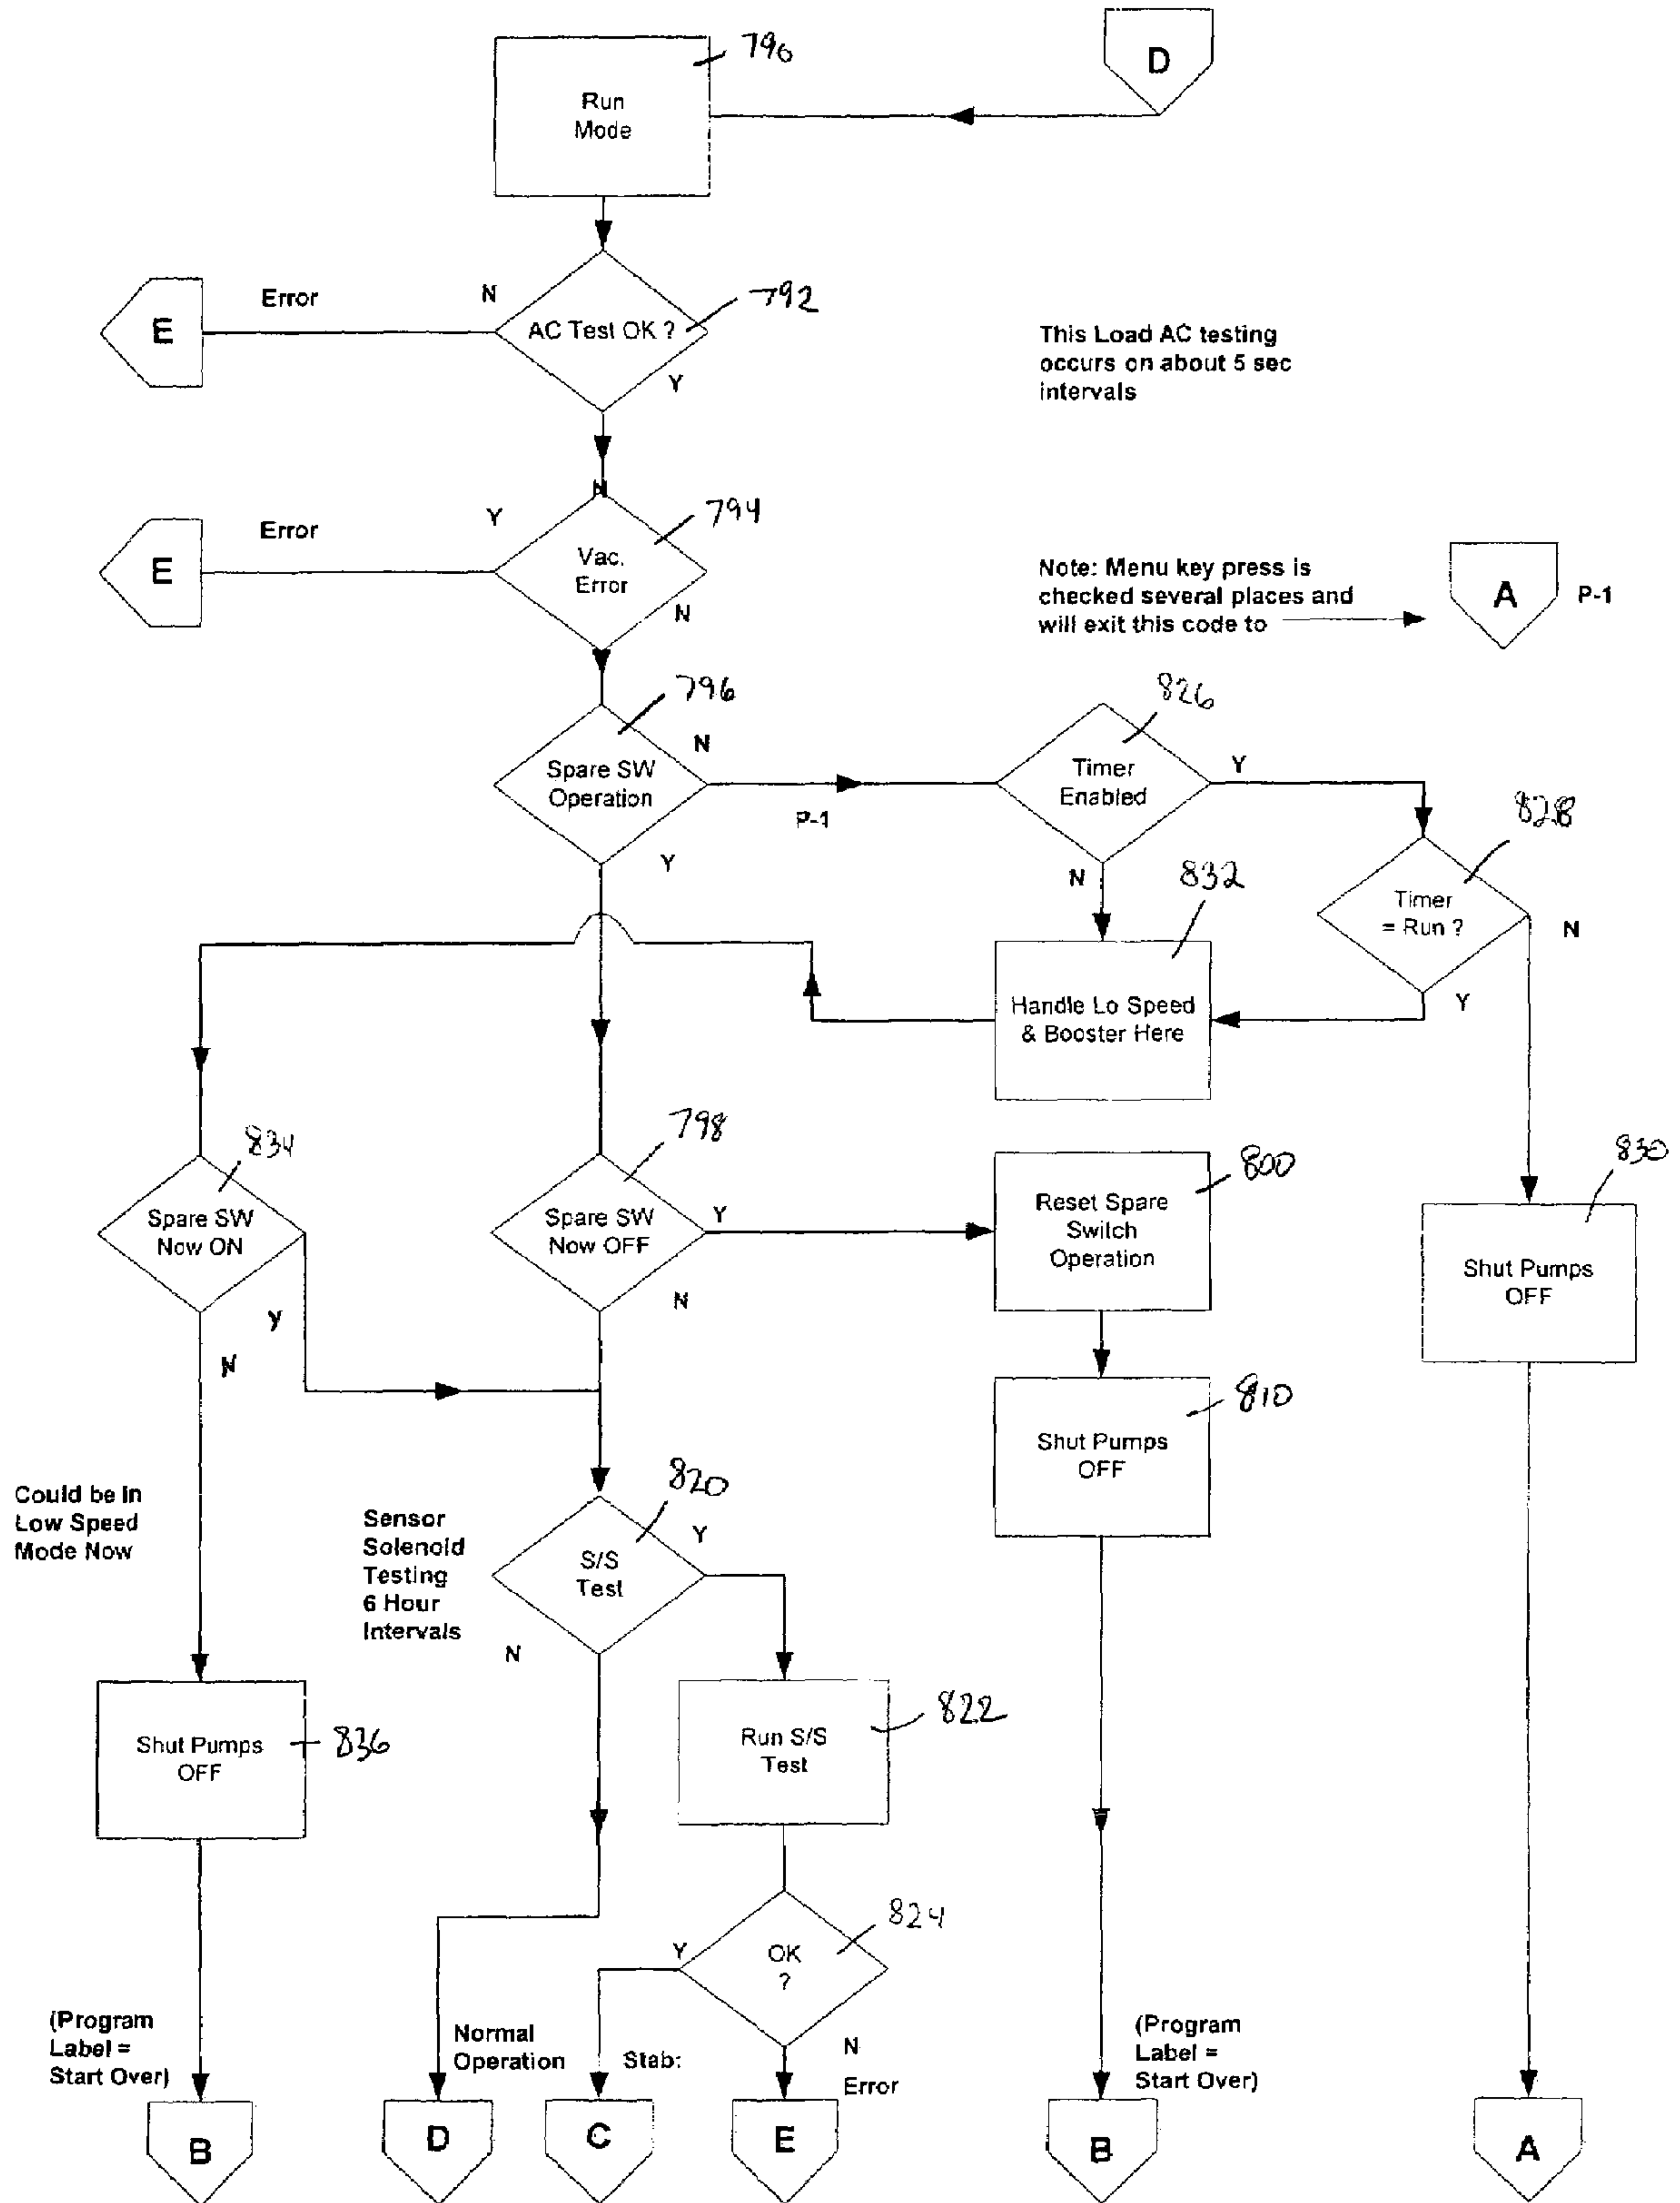 796
D
Run
Mode
792
Error
N
E
AC Test OK ?
Y
This Load AC testing
occurs on about 5 sec
intervals
N
794
Error
Y
E
Vac.
Error
N
Note: Menu key press is
checked several places and
will exit this code to
A
P-1
796
826
N
Spare SW
Operation
P-1
Timer
Enabled
Y
828
Y
N
832
Timer
= Run ?
N
Handle Lo Speed
& Booster Here
Y
834
798
800
830
Spare SW
Now ON
Spare SW
Now OFF
Y
Reset Spare
Switch
Operation
Shut Pumps
OFF
Y
N
N
810
Shut Pumps
OFF
Could be in
Low Speed
Mode Now
Sensor
Solenoid
Testing
6 Hour
Intervals
820
Y
S/S
Test
N
836
Shut Pumps
OFF
822
Run S/S
Test
824
Y
OK
?
(Program
Label =
Start Over)
Normal
Operation
Stab:
N
Error
(Program
Label =
Start Over)
B
D
C
E
B
A